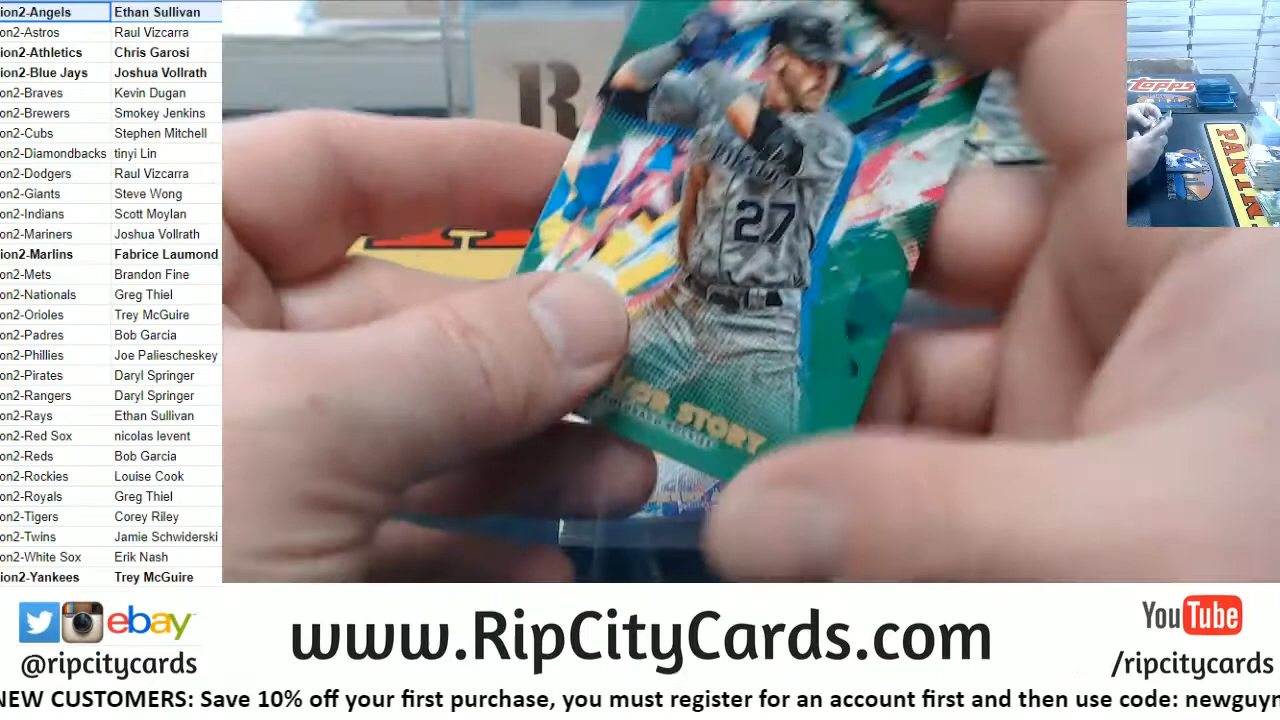 ion2-Angels Ethan Sullivan
on2-Astros Raul Vizcarra
ion2-Athletics Chris Garosi
ion2-Blue Jays Joshua Vollrath
on2-Braves Kevin Dugan
on2-Brewers Smokey Jenkins
on2-Cubs Stephen Mitchell
on2-Diamondbacks tinyi Lin
on2-Dodgers Raul Vizcarra
on2-Giants Steve Wong
on2-Indians Scott Moylan
on2-Mariners Joshua Vollrath
ion2-Marlins Fabrice Laumond
on2-Mets Brandon Fine
on2-Nationals Greg Thiel
on2-Orioles Trey McGuire
on2-Padres Bob Garcia
on2-Phillies Joe Paliescheskey
on2-Pirates Daryl Springer
on2-Rangers Daryl Springer
on2-Rays Ethan Sullivan
on2-Red Sox nicolas levent
on2-Reds Bob Garcia
on2-Rockies Louise Cook
on2-Royals Greg Thiel
on2-Tigers Corey Riley
on2-Twins Jamie Schwiderski
on2-White Sox Erik Nash
ion2-Yankees Trey McGuire
R
27
STORY
Topps
PANIN
ebay
@ripcitycards
www.RipCityCards.com
YouTube
/ripcitycards
NEW CUSTOMERS: Save 10% off your first purchase, you must register for an account first and then use code: newguyn